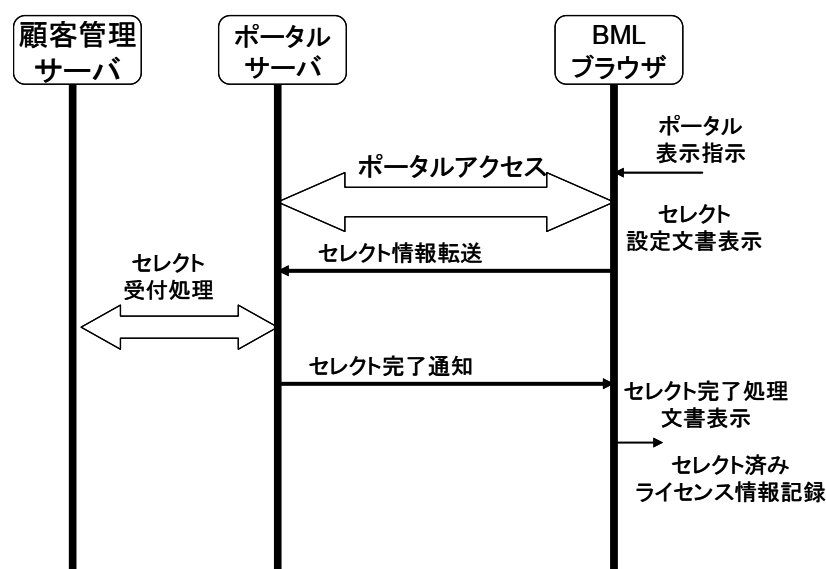 顧客管理
サーバ
ポータル
サーバ
BML
ブラウザ
ポータル
表示指示
ポータルアクセス
セレクト
設定文書表示
セレクト情報転送
セレクト
受付処理
セレクト完了通知
セレクト完了処理
文書表示
セレクト済み
ライセンス情報記録